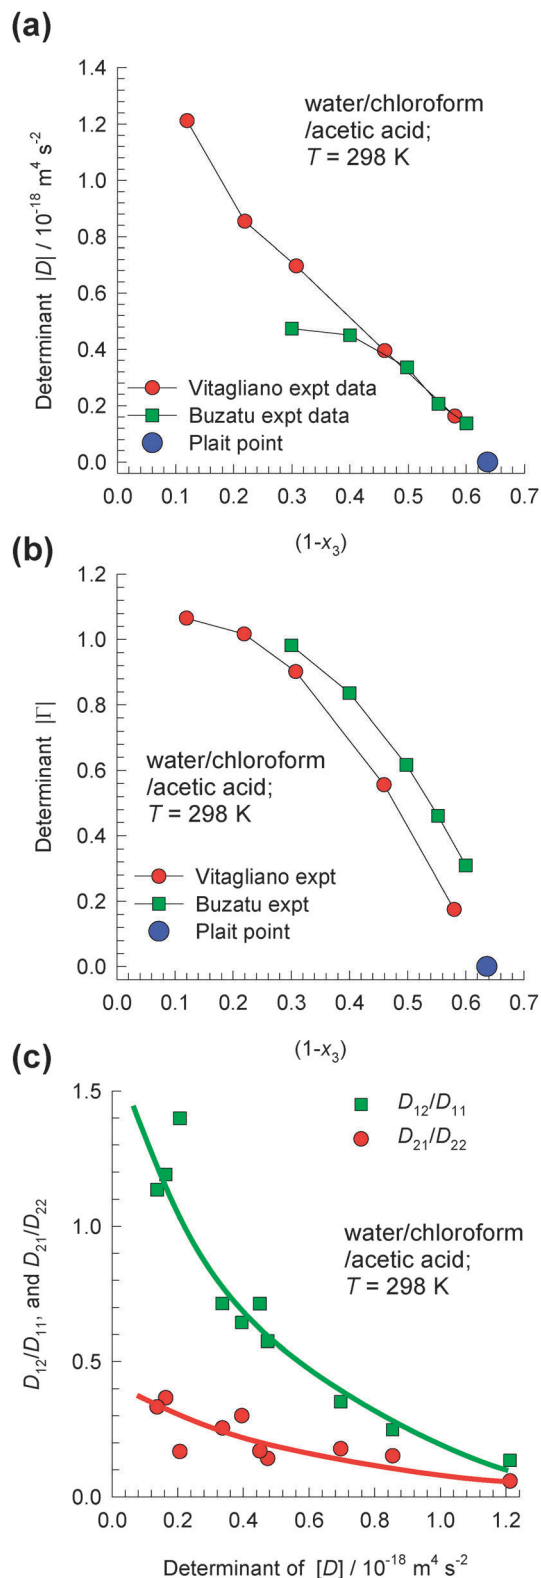 (a)
1.4
1.2
1.0
0.8
0.6
0.4
0.2
0.0
Determinant |D| / 10⁻¹⁸ m⁴ s⁻²
water/chloroform
/acetic acid;
T = 298 K
Vitagliano expt data
Buzatu expt data
Plait point
0.0 0.1 0.2 0.3 0.4 0.5 0.6 0.7
(1-x₃)
(b)
1.2
1.0
0.8
0.6
0.4
0.2
0.0
Determinant |Γ|
water/chloroform
/acetic acid;
T = 298 K
Vitagliano expt
Buzatu expt
Plait point
0.0 0.1 0.2 0.3 0.4 0.5 0.6 0.7
(1-x₃)
(c)
1.5
1.0
0.5
0.0
D₁₂/D₁₁, and D₂₁/D₂₂
D₁₂/D₁₁
D₂₁/D₂₂
water/chloroform
/acetic acid;
T = 298 K
0.0 0.2 0.4 0.6 0.8 1.0 1.2
Determinant of [D] / 10⁻¹⁸ m⁴ s⁻²